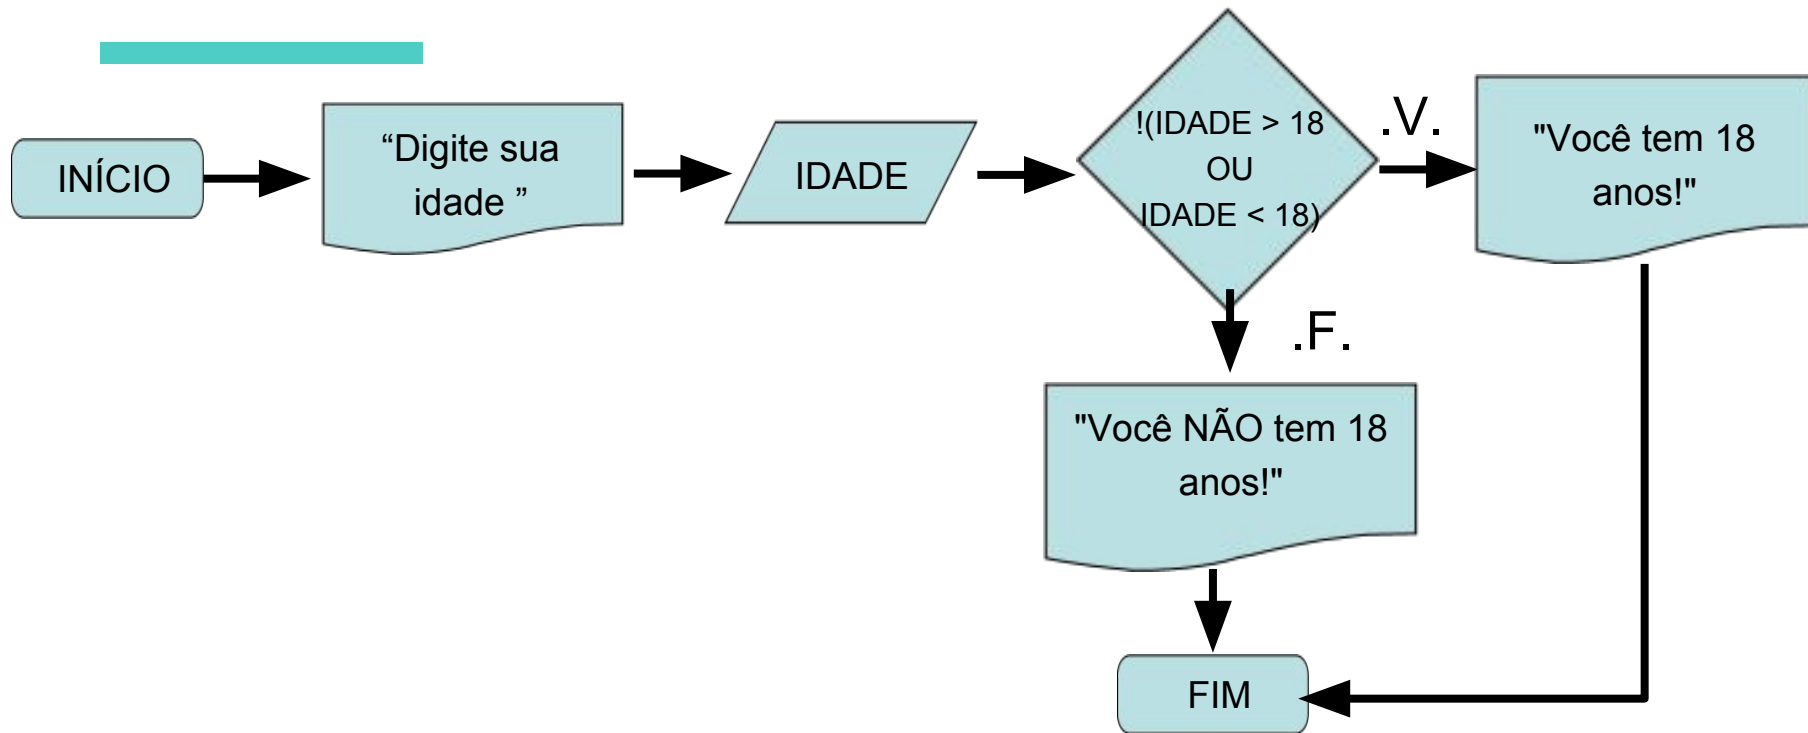 INÍCIO
“Digite sua
idade ”
IDADE
!(IDADE > 18
OU
IDADE < 18)
.V.
"Você tem 18
anos!"
.F.
"Você NÃO tem 18
anos!"
FIM